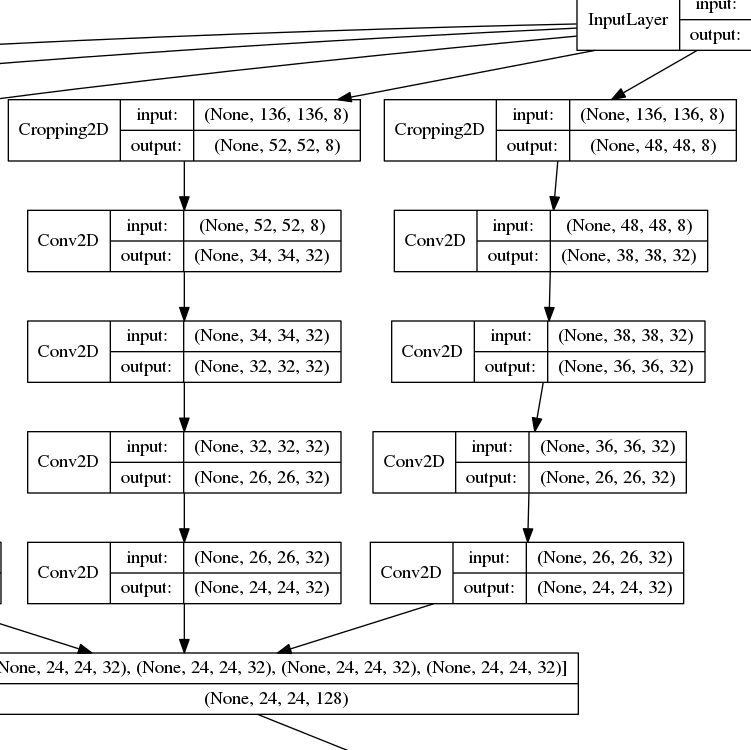 InputLayer
input:
output:
Cropping2D
input:
(None, 136, 136, 8)
output:
(None, 52, 52, 8)
Cropping2D
input:
(None, 136, 136, 8)
output:
(None, 48, 48, 8)
Conv2D
input:
(None, 52, 52, 8)
output:
(None, 34, 34, 32)
Conv2D
input:
(None, 48, 48, 8)
output:
(None, 38, 38, 32)
Conv2D
input:
(None, 34, 34, 32)
output:
(None, 32, 32, 32)
Conv2D
input:
(None, 38, 38, 32)
output:
(None, 36, 36, 32)
Conv2D
input:
(None, 32, 32, 32)
output:
(None, 26, 26, 32)
Conv2D
input:
(None, 36, 36, 32)
output:
(None, 26, 26, 32)
Conv2D
input:
(None, 26, 26, 32)
output:
(None, 24, 24, 32)
Conv2D
input:
(None, 26, 26, 32)
output:
(None, 24, 24, 32)
None, 24, 24, 32), (None, 24, 24, 32), (None, 24, 24, 32), (None, 24, 24, 32)]
(None, 24, 24, 128)